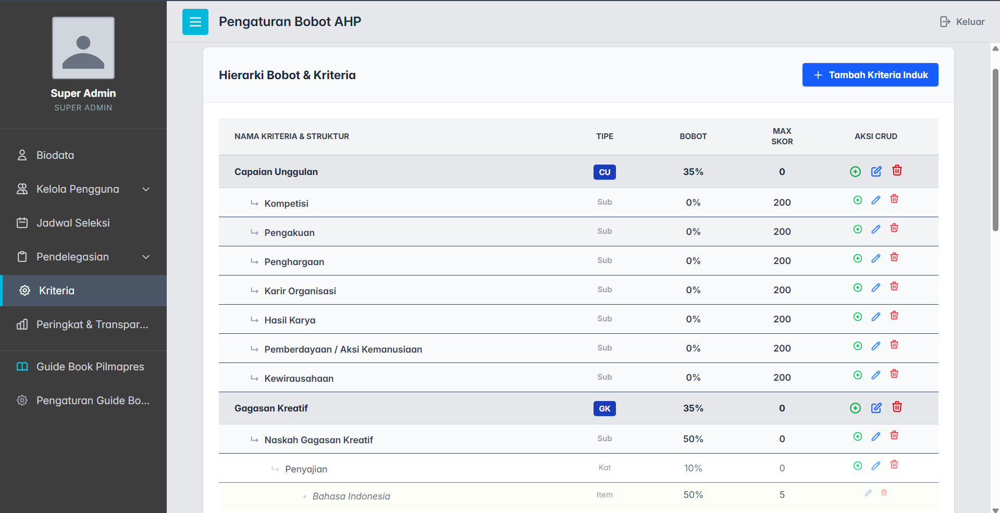 Super Admin
SUPER ADMIN
Biodata
Kelola Pengguna
Jadwal Seleksi
Pendelegasian
Kriteria
Peringkat & Transpar...
Guide Book Pilmapres
Pengaturan Guide Bo...
Pengaturan Bobot AHP
Keluar
Hierarki Bobot & Kriteria
Tambah Kriteria Induk
NAMA KRITERIA & STRUKTUR TIPE BOBOT MAX SKOR AKSI CRUD
Capaian Unggulan CU 35% 0
Kompetisi Sub 0% 200
Pengakuan Sub 0% 200
Penghargaan Sub 0% 200
Karir Organisasi Sub 0% 200
Hasil Karya Sub 0% 200
Pemberdayaan / Aksi Kemanusiaan Sub 0% 200
Kewirausahaan Sub 0% 200
Gagasan Kreatif GK 35% 0
Naskah Gagasan Kreatif Sub 50% 0
Penyajian Kat 10% 0
Bahasa Indonesia Item 50% 5